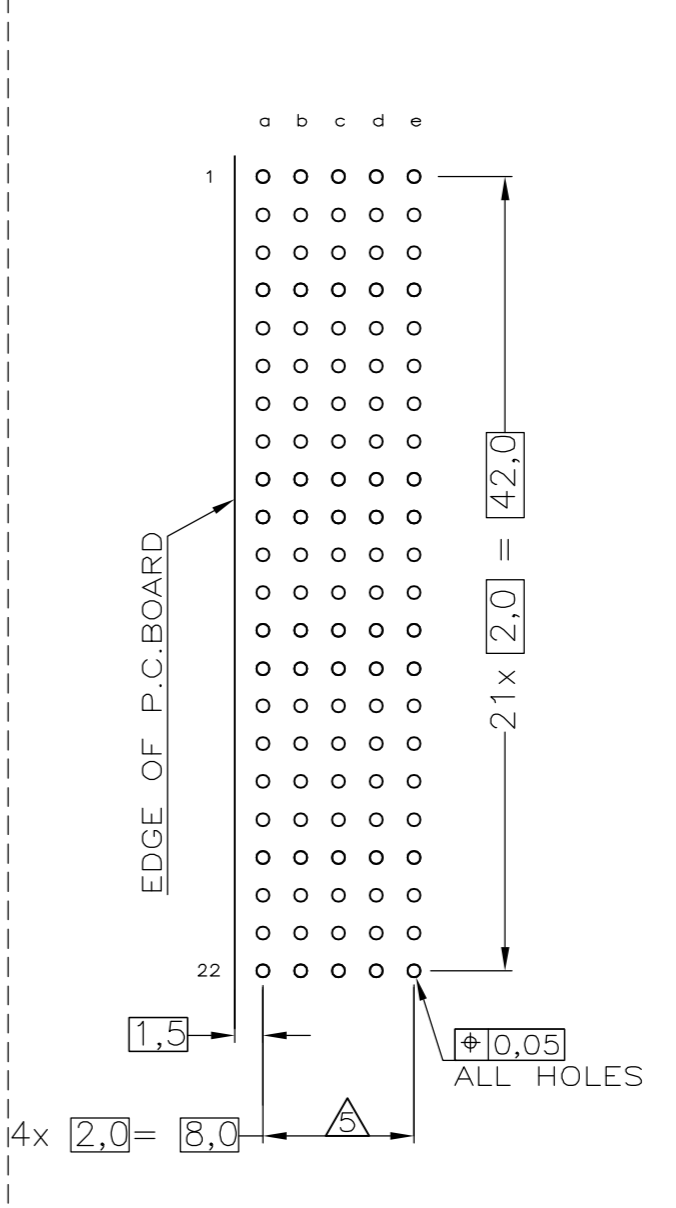 a b c d e
1
22
EDGE OF P.C.BOARD
21x 2,0 = 42,0
1,5
⌖ 0,05
ALL HOLES
4x 2,0= 8,0
5